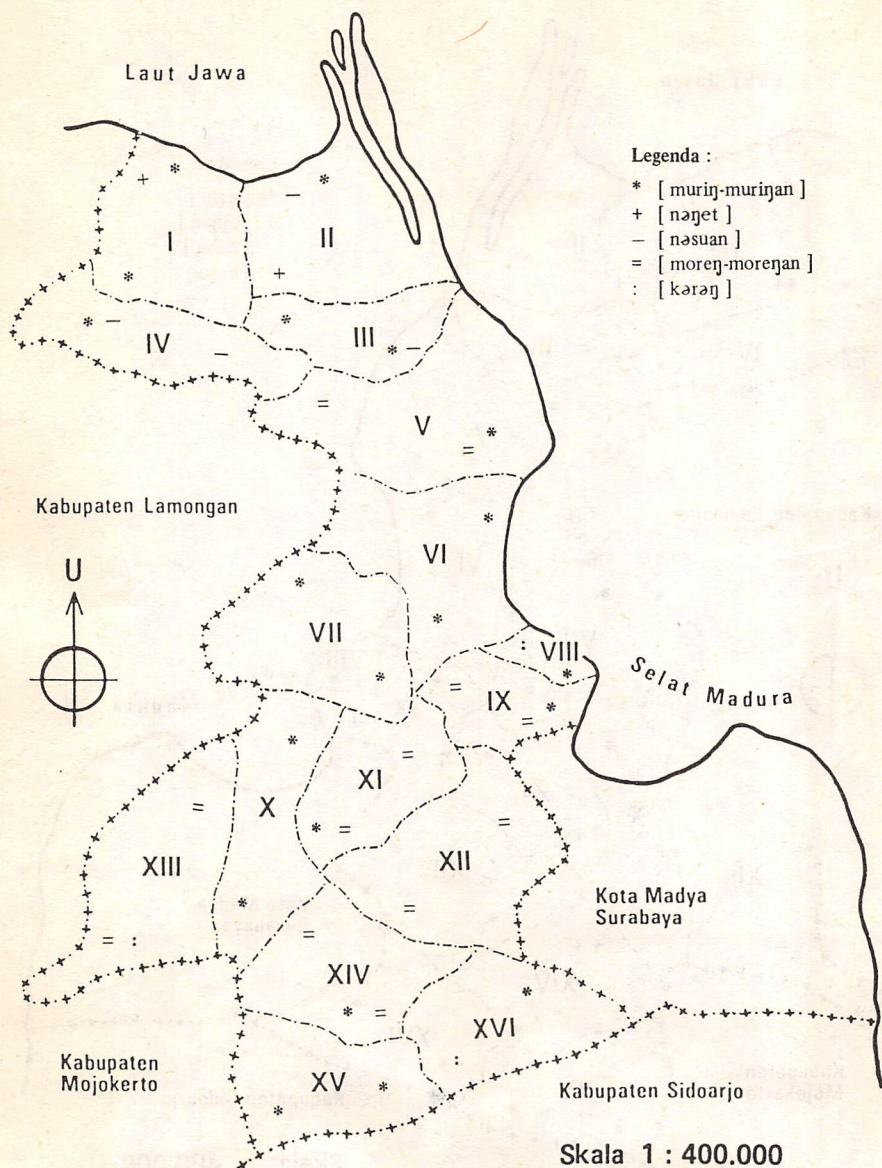 Laut Jawa
Legenda :
* [ muriŋ-muriŋan ]
+ [ nəŋet ]
– [ nəsuan ]
= [ moreŋ-moreŋan ]
: [ kərəŋ ]
I
II
III
IV
V
Kabupaten Lamongan
U
VI
VII
VIII
Selat Madura
IX
X
XI
XII
XIII
Kota Madya
Surabaya
XIV
XVI
Kabupaten
Mojokerto
XV
Kabupaten Sidoarjo
Skala 1 : 400.000